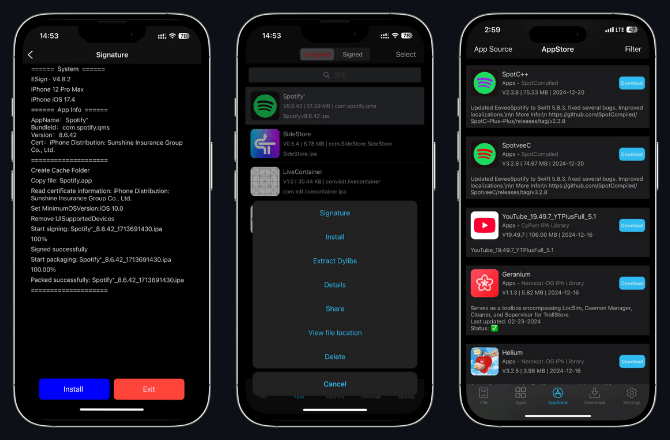 14:53
Signature
====== System ======
ESign - V4.8.2
iPhone 12 Pro Max
iPhone iOS 17.4
====== App Info ======
AppName: Spotify⁺
BundleId: com.spotify.qms
Version: 8.6.42
Cert: iPhone Distribution: Sunshine Insurance Group
Co., Ltd.
====================
Create Cache Folder
Copy file: Spotify.app
Read certificate information: iPhone Distribution:
Sunshine Insurance Group Co., Ltd.
Set MinimumOSVersion:iOS 10.0
Remove UISupportedDevices
Start signing: Spotify⁺_8.6.42_1713691430.ipa
100%
Signed successfully
Start packaging: Spotify⁺_8.6.42_1713691430.ipa
100.00%
Packed successfully: Spotify⁺_8.6.42_1713691430.ipa
====================
Install
Exit
14:53
Signed
Select
Spotify⁺
V8.6.42 | 51.29 MB | com.spotify.qms
Spotify.v8.6.42.ipa
SideStore
V0.5.4 | 8.78 MB | com.SideStore.SideStore
SideStore.ipa
LiveContainer
V1.0 | 30.44 KB | com.kdt.livecontainer
com.kdt.livecontainer.ipa
Signature
Install
Extract Dylibs
Details
Share
View file location
Delete
Cancel
2:59
LTE
App Source
AppStore
Filter
SpotC++
Apps - SpotCompiled
V2.3.8 | 75.33 MB | 2024-12-20
Download
Updated EeveeSpotify to Swift 5.8.3, fixed several bugs. Improved
localizations.\n\n More Info:\n https://github.com/SpotCompiled/
SpotC-Plus-Plus/releases/tag/v2.3.8
SpotveeC
Apps - SpotCompiled
V3.2.8 | 74.97 MB | 2024-12-20
Download
Updated EeveeSpotify to Swift 5.8.3, fixed several bugs. Improved
localizations.\n\n More Info:\n https://github.com/SpotCompiled/
SpotveeC/releases/tag/v3.2.8
YouTube_19.49.7_YTPlusFull_5.1
Apps - CyPwn IPA Library
V19.49.7 | 106.00 MB | 2024-12-16
Download
YouTube_19.49.7_YTPlusFull_5.1
Geranium
Apps - Neoncat-OG IPA Library
V1.1.3 | 5.82 MB | 2024-12-16
Download
Serves as a toolbox encompassing LocSim, Daemon Manager,
Cleaner, and Supervisor for TrollStore.
Last updated: 02-23-2024
Status: ✅
Helium
Apps - Neoncat-OG IPA Library
V3.2.5 | 3.98 MB | 2024-12-16
Download
File
Apps
AppStore
Download
Settings